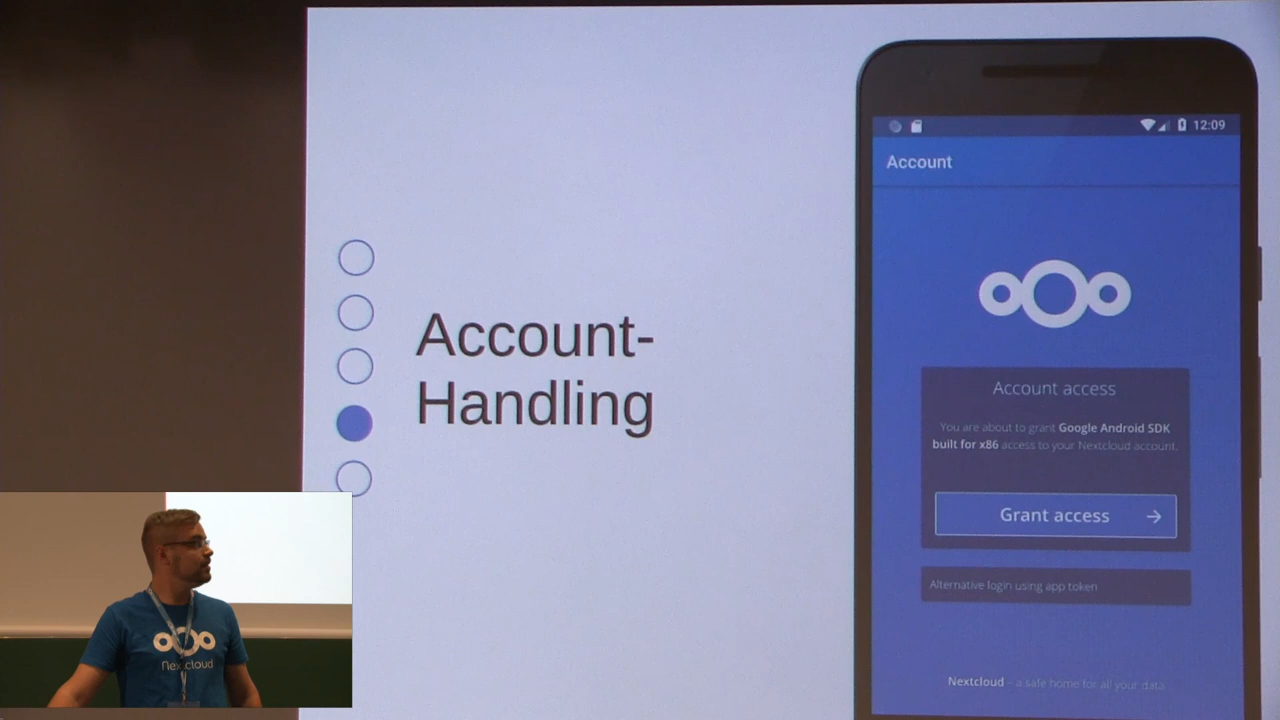 Account-
Handling
12:09
Account
Account access
You are about to grant Google Android SDK
built for x86 access to your Nextcloud account.
Grant access
Alternative login using app token
Nextcloud – a safe home for all your data
Nextcloud